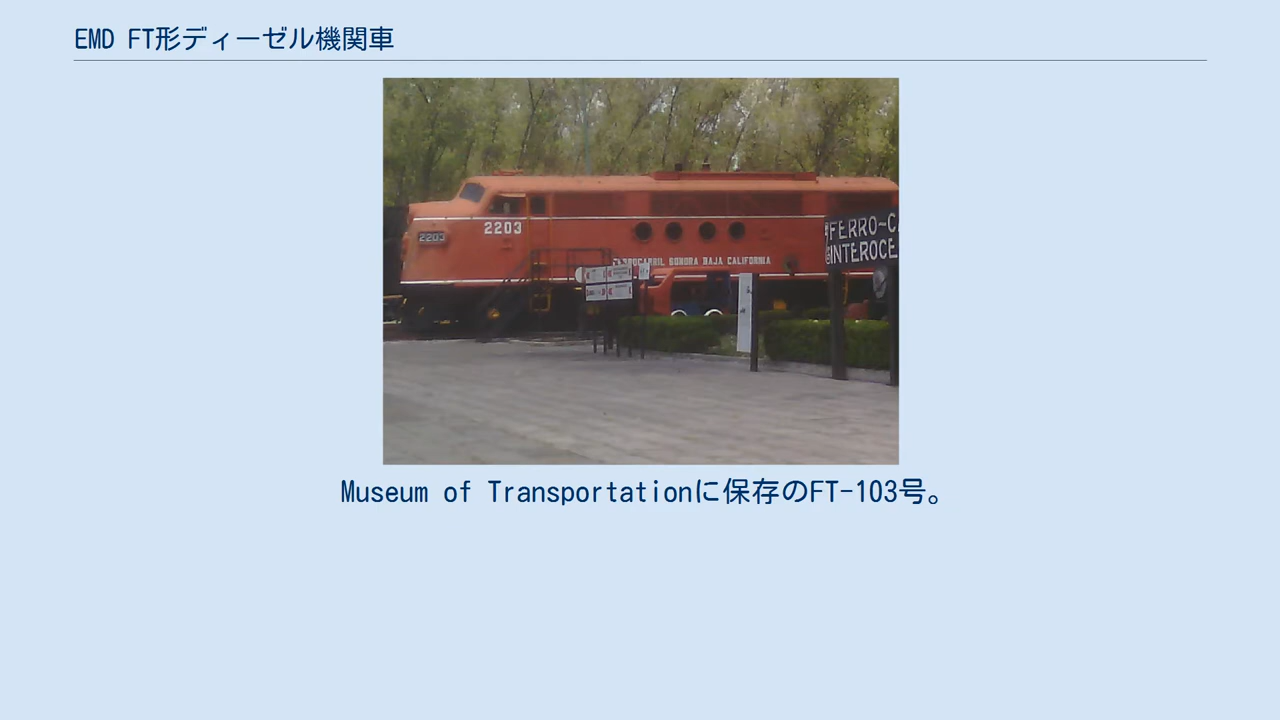 EMD FT形ディーゼル機関車
2203
2203
FERROCARRIL SONORA BAJA CALIFORNIA
FERRO-CA
INTEROCE
Museum of Transportationに保存のFT-103号。